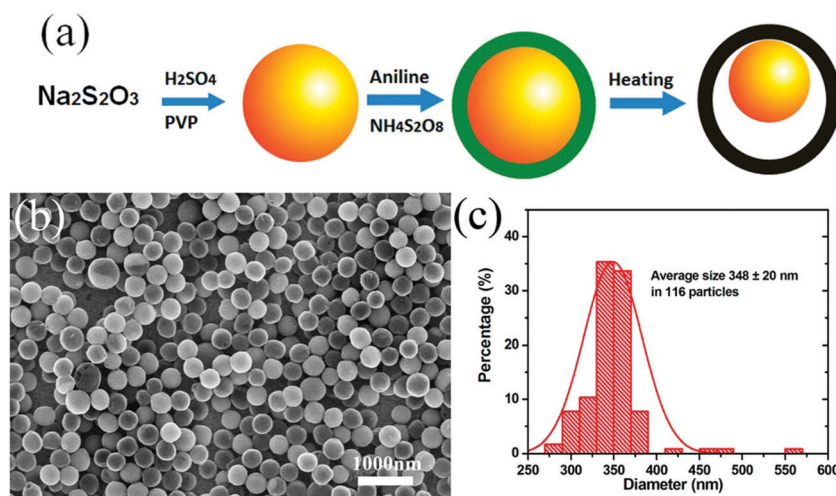 (a)
Na2S2O3
H2SO4
PVP
Aniline
NH4S2O8
Heating
(b)
1000nm
(c)
Percentage (%)
40
30
20
10
0
Average size 348 ± 20 nm
in 116 particles
250 300 350 400 450 500 550 600
Diameter (nm)